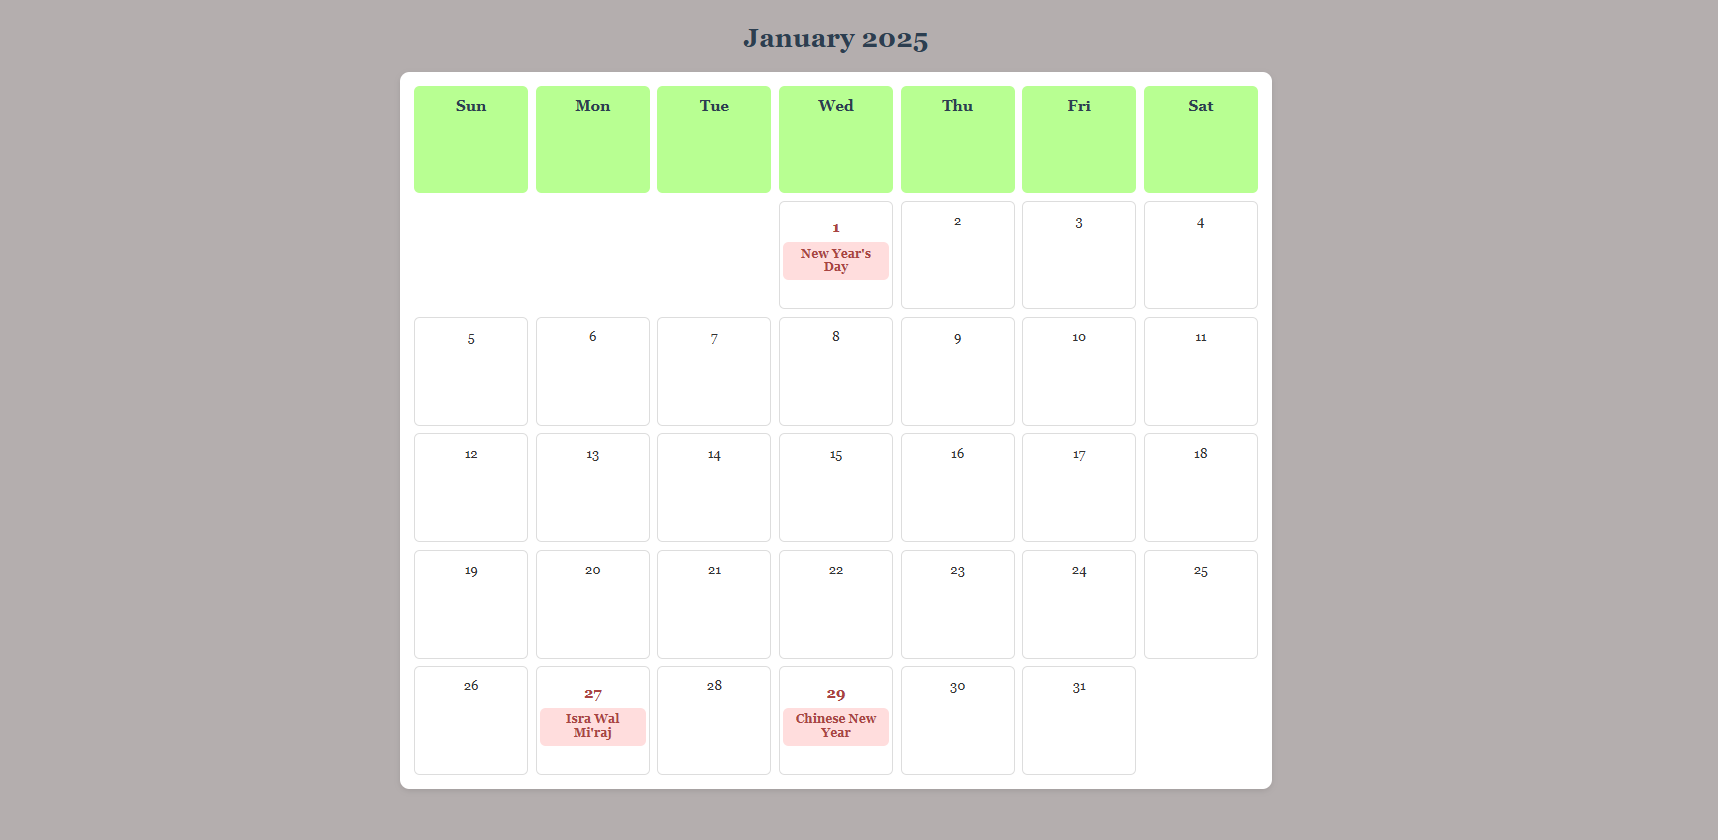 January 2025
Sun Mon Tue Wed Thu Fri Sat
1 2 3 4
New Year's
Day
5 6 7 8 9 10 11
12 13 14 15 16 17 18
19 20 21 22 23 24 25
26 27 28 29 30 31
Isra Wal Chinese New
Mi'raj Year